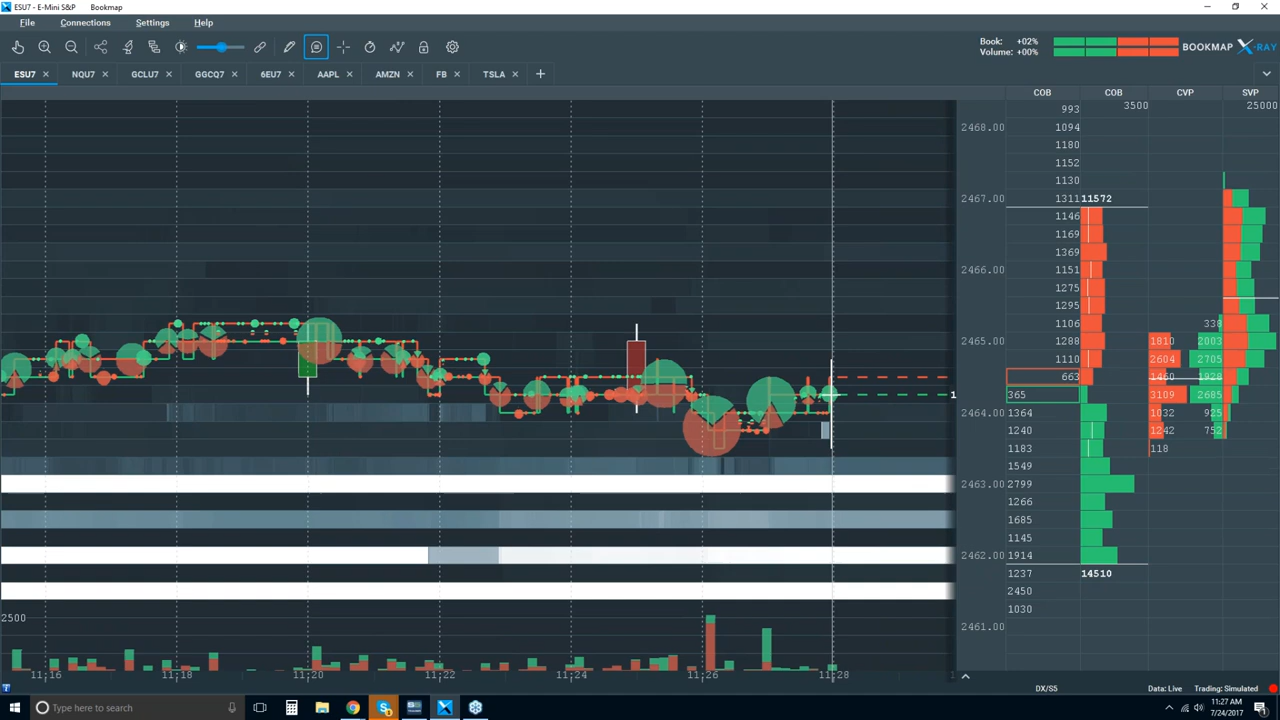 ESU7 - E-Mini S&P Bookmap
File Connections Settings Help
Book: +02%
Volume: +00%
BOOKMAP X-RAY
ESU7 NQU7 GCLU7 GGCQ7 6EU7 AAPL AMZN FB TSLA
COB COB CVP SVP
993 3500 25000
2468.00 1094
1180
1152
1130
2467.00 1311 11572
1146
1169
1369
2466.00 1151
1275
1295
1106 330
2465.00 1288 1810 2003
1110 2604 2705
663 1460 1928
1 365 3109 2685
2464.00 1364 1032 925
1240 1242 752
1183 118
1549
2463.00 2799
1266
1685
1145
2462.00 1914
1237 14510
2450
1030
2500
2461.00
11:16 11:18 11:20 11:22 11:24 11:26 11:28
DX/S5 Data: Live Trading: Simulated
Type here to search
11:27 AM
7/24/2017